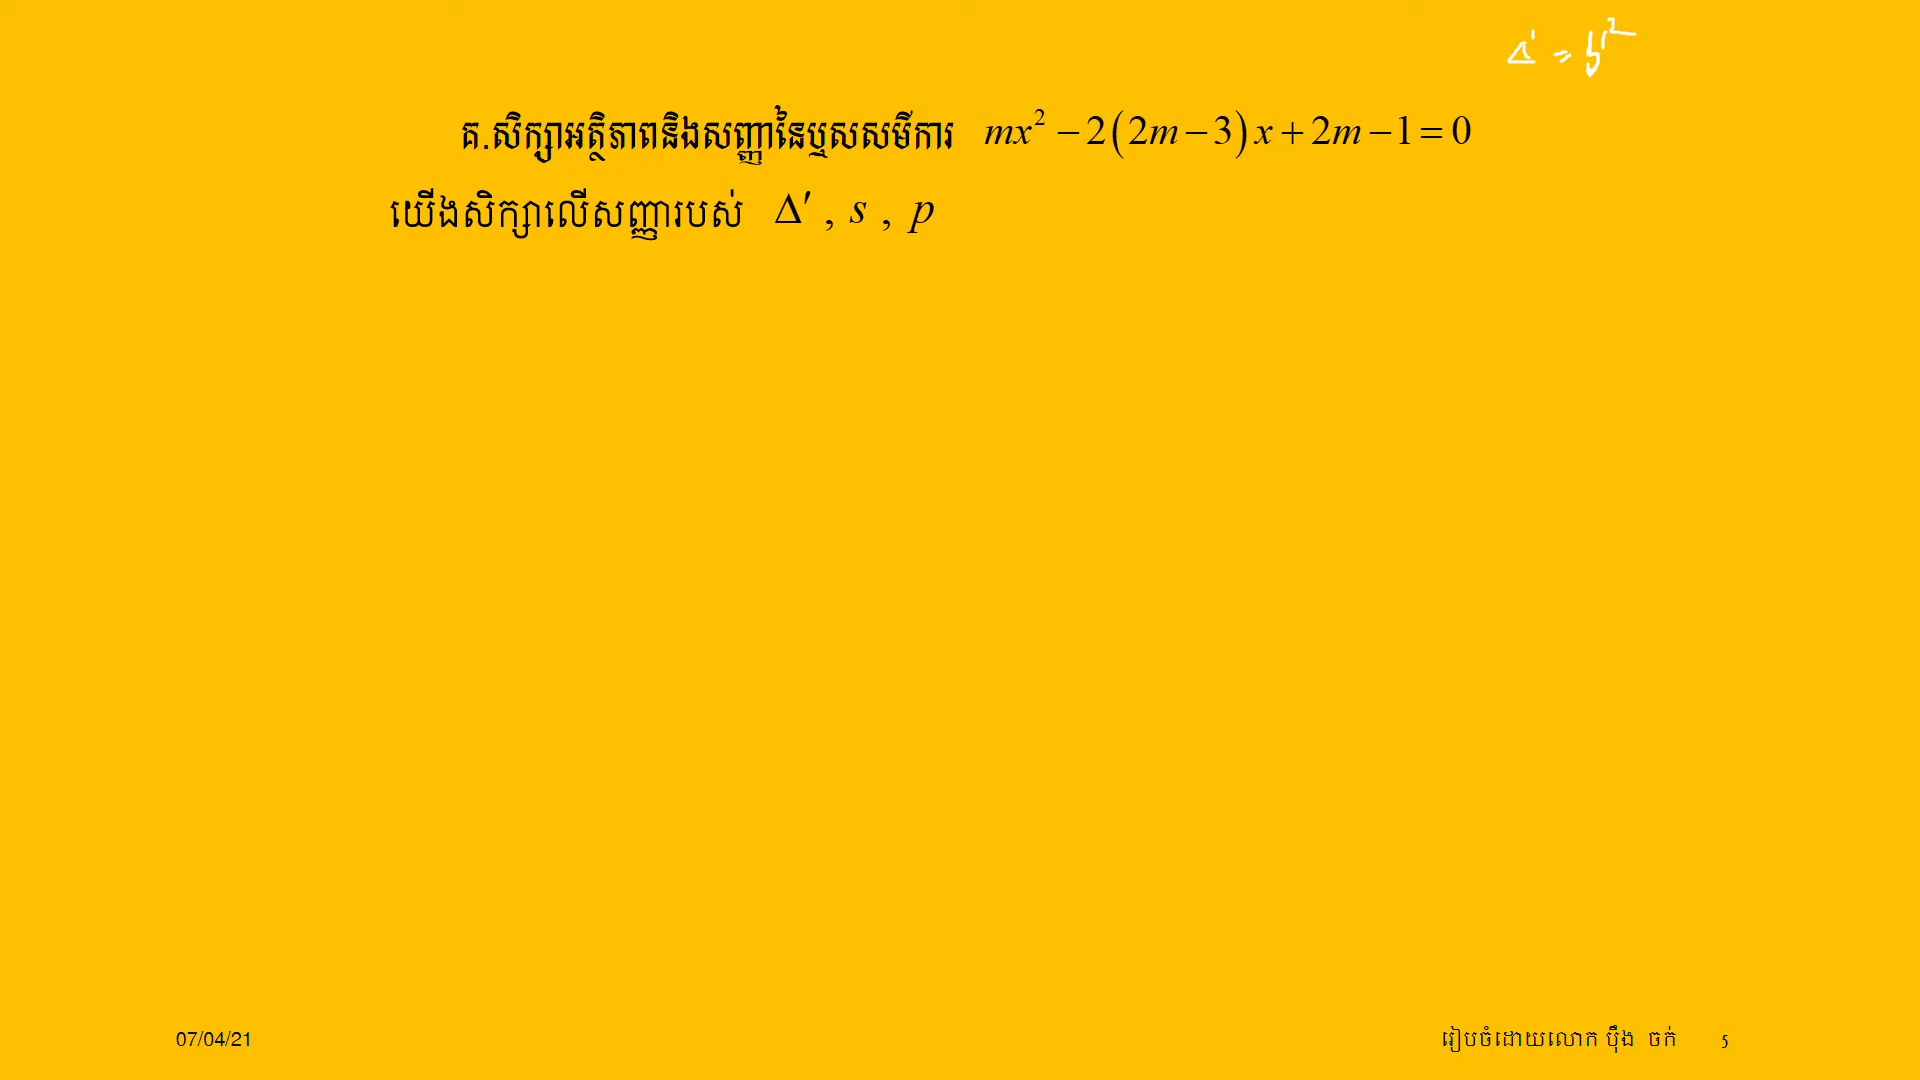 Δ' = b'²
គ.សិក្សាអត្ថិភាពនិងសញ្ញានៃឬសសមីការ mx² − 2(2m − 3)x + 2m − 1 = 0
យើងសិក្សាលើសញ្ញារបស់ Δ′ , s , p
07/04/21 រៀបចំដោយលោក ប៉ឹង ចក់ 5